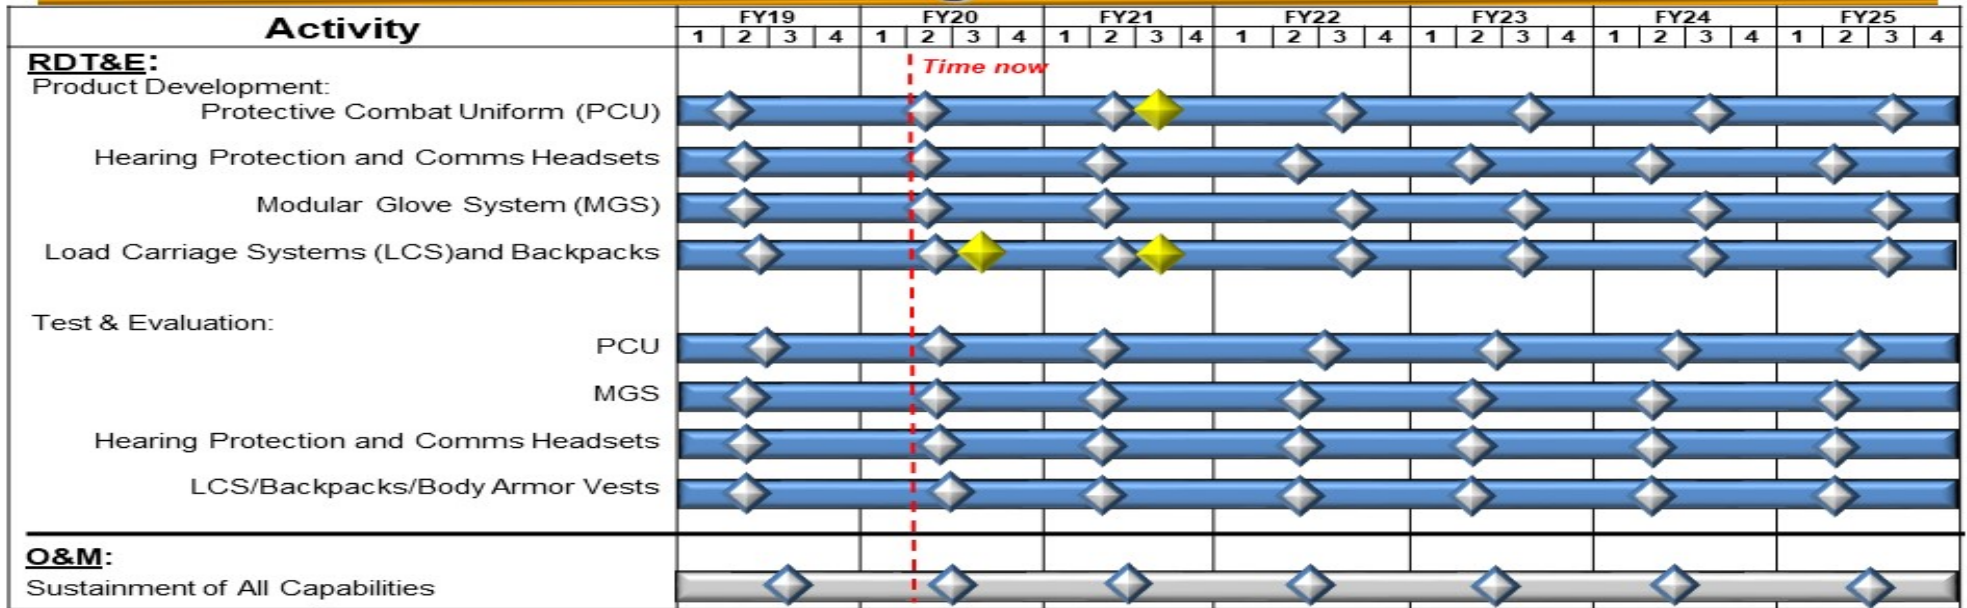 Activity
FY19 FY20 FY21 FY22 FY23 FY24 FY25
1 2 3 4 1 2 3 4 1 2 3 4 1 2 3 4 1 2 3 4 1 2 3 4 1 2 3 4
RDT&E:
Time now
Product Development:
Protective Combat Uniform (PCU)
Hearing Protection and Comms Headsets
Modular Glove System (MGS)
Load Carriage Systems (LCS)and Backpacks
Test & Evaluation:
PCU
MGS
Hearing Protection and Comms Headsets
LCS/Backpacks/Body Armor Vests
O&M:
Sustainment of All Capabilities